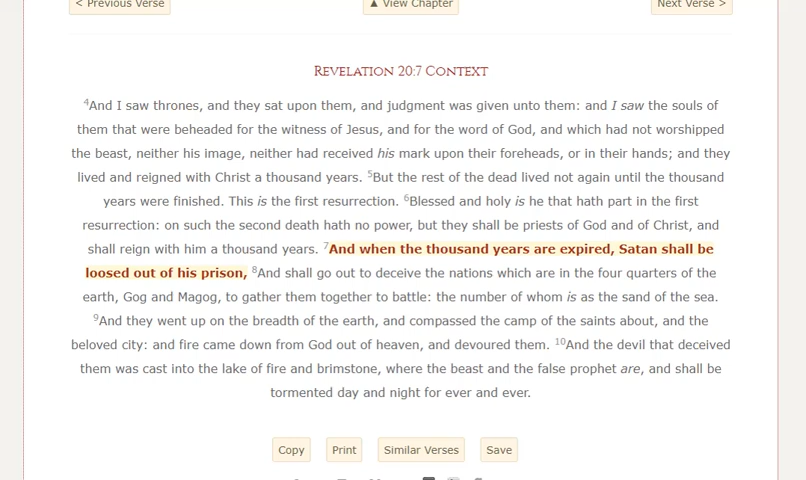 < Previous Verse
▲ View Chapter
Next Verse >
Revelation 20:7 Context
4And I saw thrones, and they sat upon them, and judgment was given unto them: and I saw the souls of
them that were beheaded for the witness of Jesus, and for the word of God, and which had not worshipped
the beast, neither his image, neither had received his mark upon their foreheads, or in their hands; and they
lived and reigned with Christ a thousand years. 5But the rest of the dead lived not again until the thousand
years were finished. This is the first resurrection. 6Blessed and holy is he that hath part in the first
resurrection: on such the second death hath no power, but they shall be priests of God and of Christ, and
shall reign with him a thousand years. 7And when the thousand years are expired, Satan shall be
loosed out of his prison, 8And shall go out to deceive the nations which are in the four quarters of the
earth, Gog and Magog, to gather them together to battle: the number of whom is as the sand of the sea.
9And they went up on the breadth of the earth, and compassed the camp of the saints about, and the
beloved city: and fire came down from God out of heaven, and devoured them. 10And the devil that deceived
them was cast into the lake of fire and brimstone, where the beast and the false prophet are, and shall be
tormented day and night for ever and ever.
Copy
Print
Similar Verses
Save